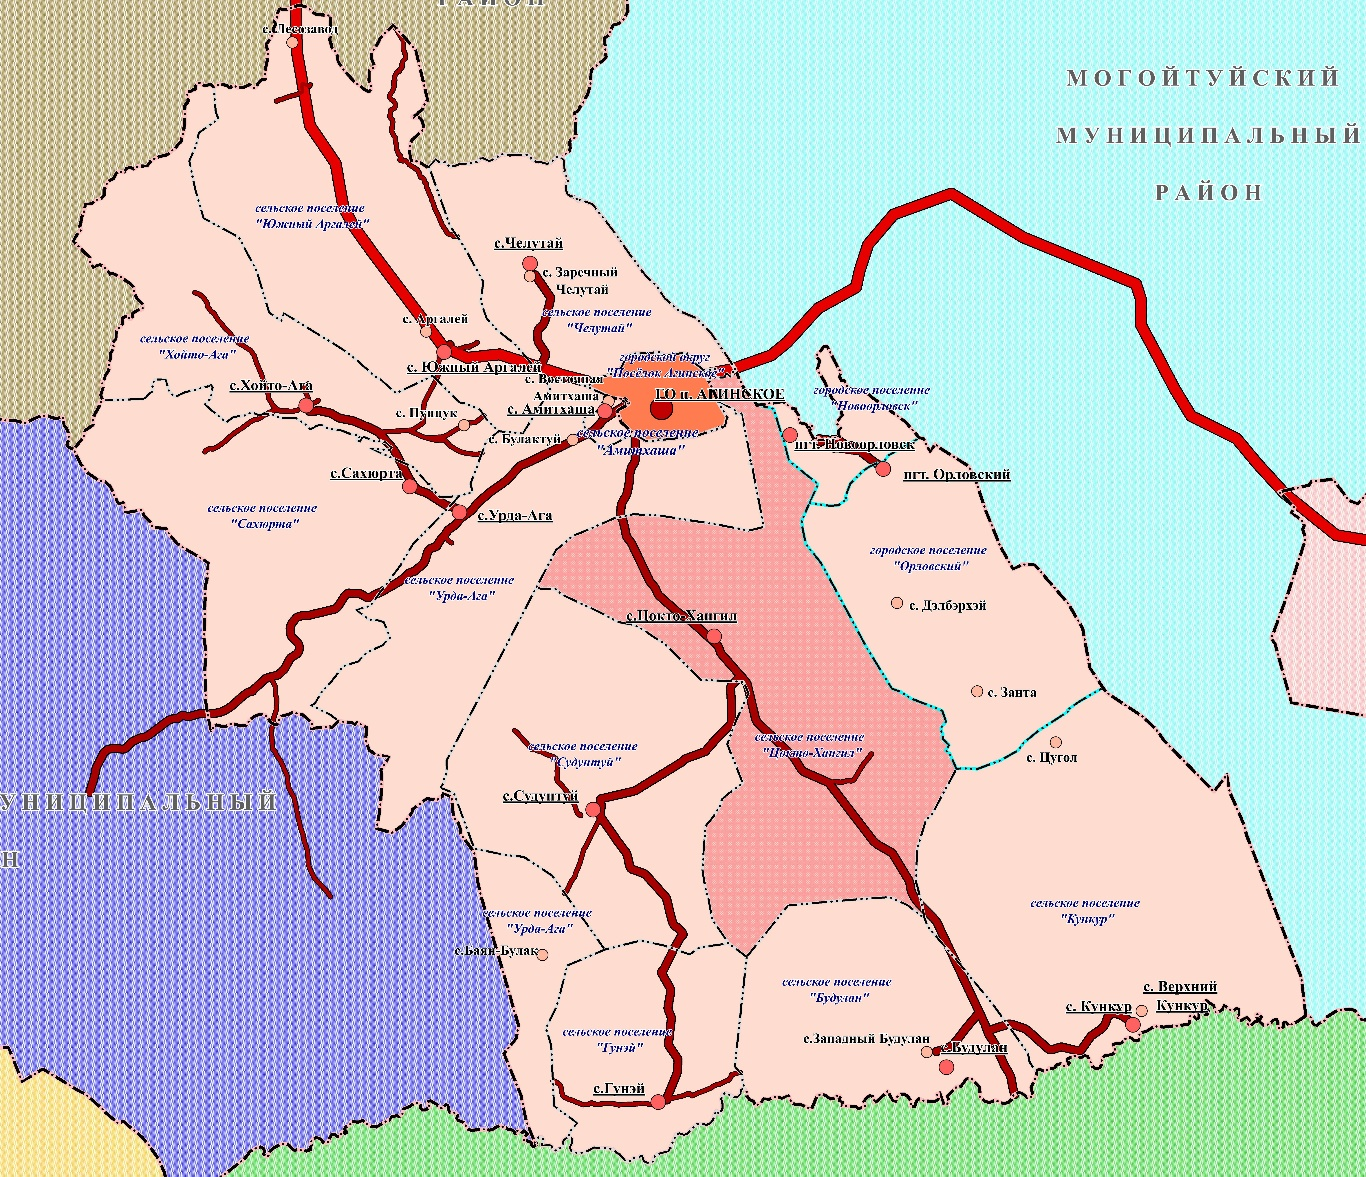 РАЙОН
с.Лесозавод
МОГОЙТУЙСКИЙ
МУНИЦИПАЛЬНЫЙ
РАЙОН
сельское поселение
"Южный Аргалей"
с.Челутай
с. Заречный
Челутай
сельское поселение
"Челутай"
с. Аргалей
сельское поселение
"Хойто-Ага"
с. Южный Аргалей
городской округ
"Посёлок Агинское"
с. Восточная
Амитхаша
ГО п. АГИНСКОЕ
с.Хойто-Ага
с. Амитхаша
городское поселение
"Новоорловск"
с. Пунцук
с. Булактуй
сельское поселение
"Амитхаша"
пгт. Новоорловск
с.Сахюрта
пгт. Орловский
сельское поселение
"Сахюрта"
с.Урда-Ага
городское поселение
"Орловский"
сельское поселение
"Урда-Ага"
с. Дэлбэрхэй
с.Цокто-Хангил
с. Занта
сельское поселение
"Цокто-Хангил"
сельское поселение
"Судунтуй"
с. Цугол
с.Судунтуй
УНИЦИПАЛЬНЫЙ
Н
сельское поселение
"Урда-Ага"
сельское поселение
"Кункур"
с.Баян-Булак
сельское поселение
"Будулан"
с. Верхний
Кункур
с. Кункур
сельское поселение
"Гунэй"
с.Западный Будулан
с.Будулан
с.Гунэй